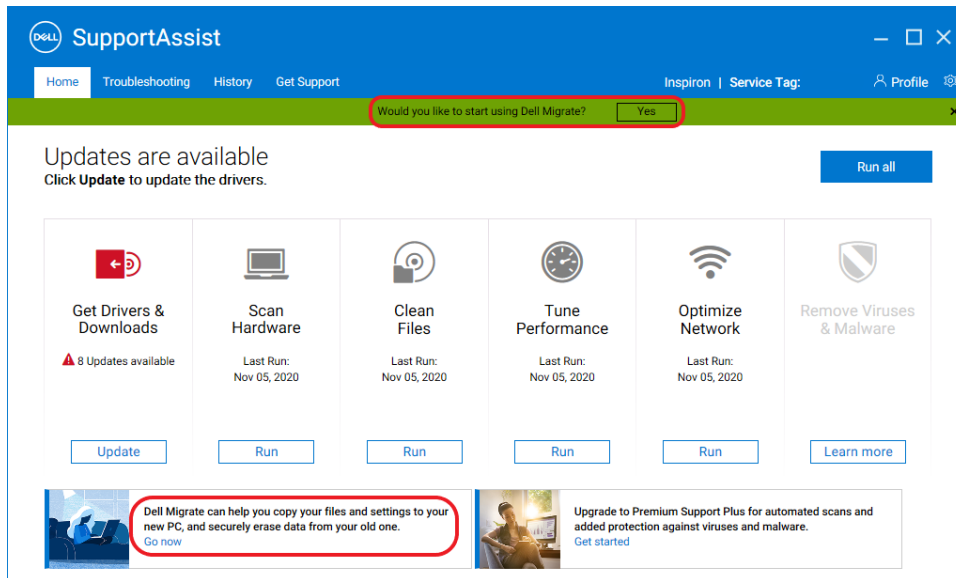 DELL SupportAssist
Home Troubleshooting History Get Support Inspiron | Service Tag: Profile
Would you like to start using Dell Migrate? Yes
Updates are available
Click Update to update the drivers.
Run all
Get Drivers &
Downloads
8 Updates available
Update
Scan
Hardware
Last Run:
Nov 05, 2020
Run
Clean
Files
Last Run:
Nov 05, 2020
Run
Tune
Performance
Last Run:
Nov 05, 2020
Run
Optimize
Network
Last Run:
Nov 05, 2020
Run
Remove Viruses
& Malware
Learn more
Dell Migrate can help you copy your files and settings to your
new PC, and securely erase data from your old one.
Go now
Upgrade to Premium Support Plus for automated scans and
added protection against viruses and malware.
Get started